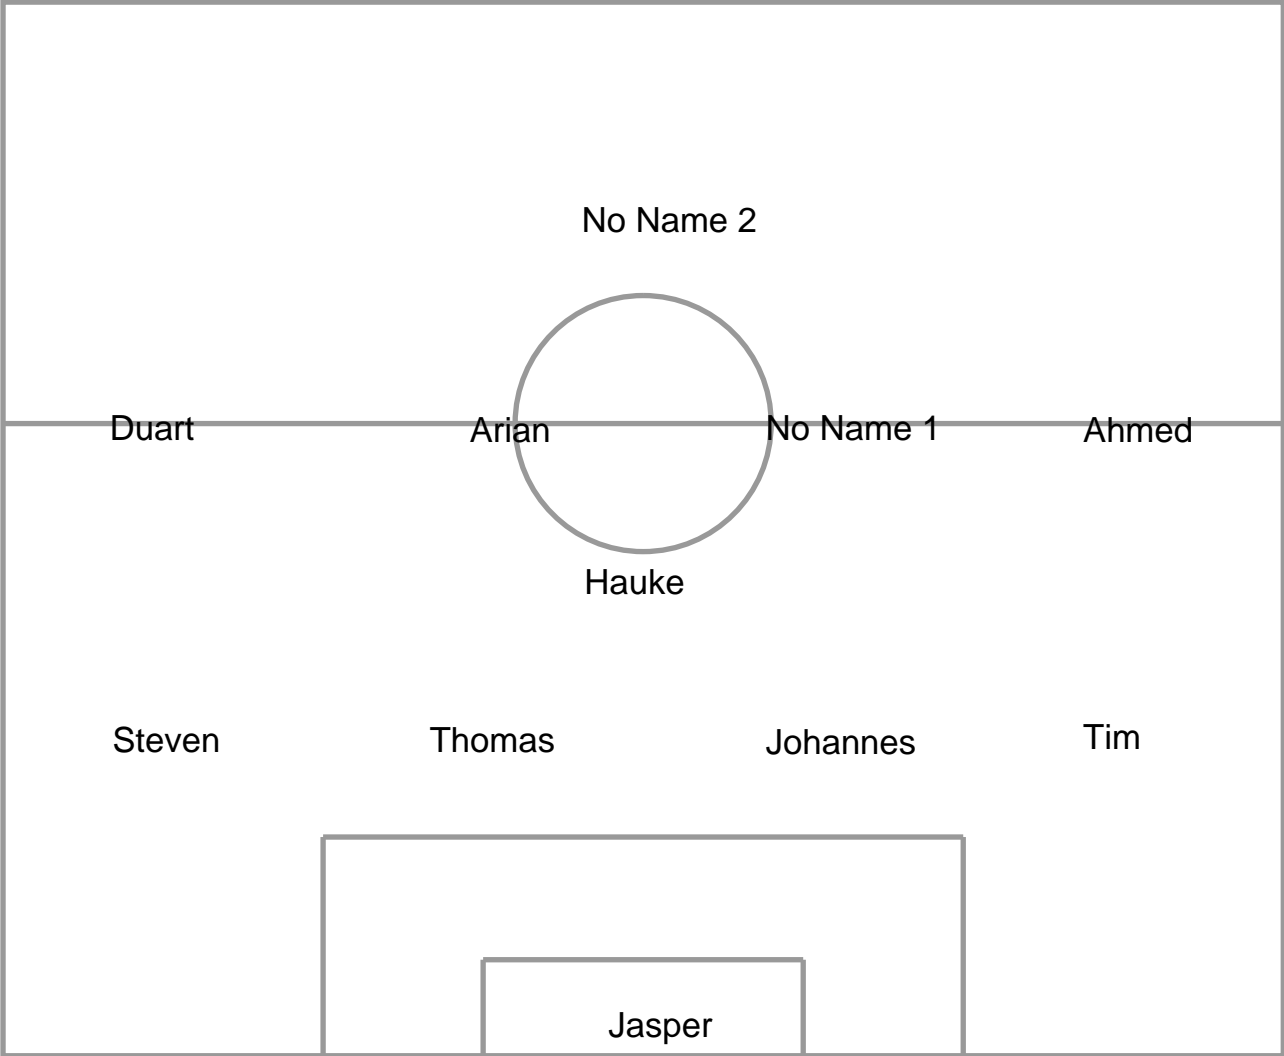 No Name 2
Duart Arian No Name 1 Ahmed
Hauke
Steven Thomas Johannes Tim
Jasper